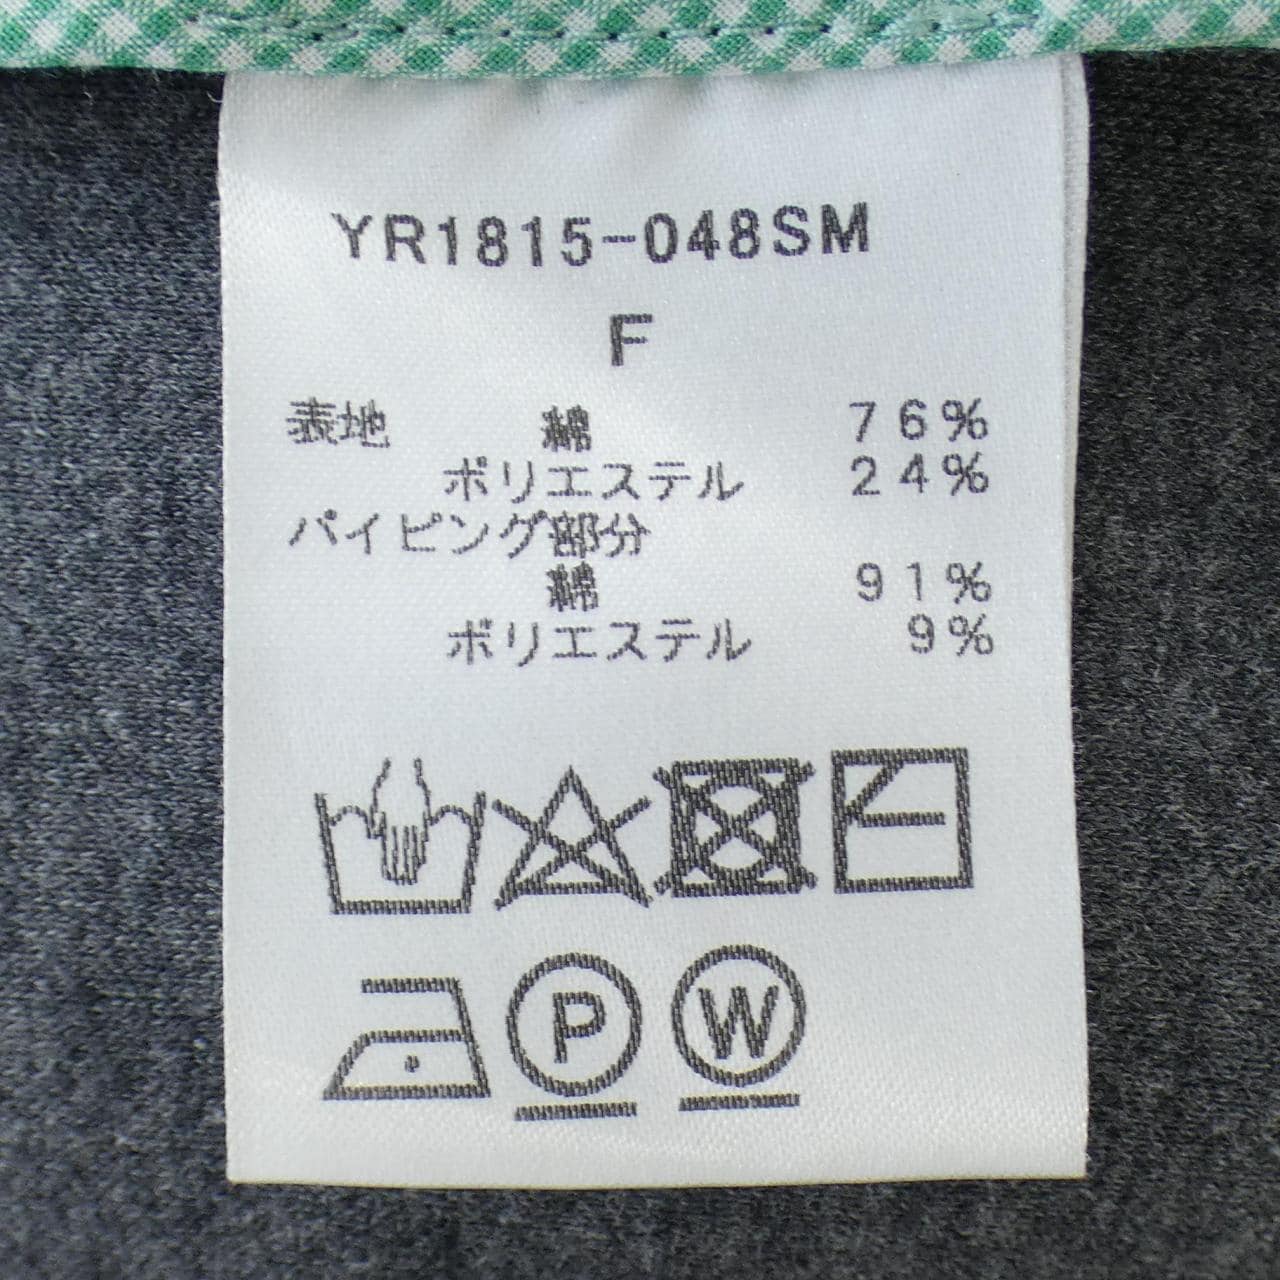 YR1815-048SM
F
表地 綿 76%
ポリエステル 24%
パイピング部分
綿 91%
ポリエステル 9%
P W